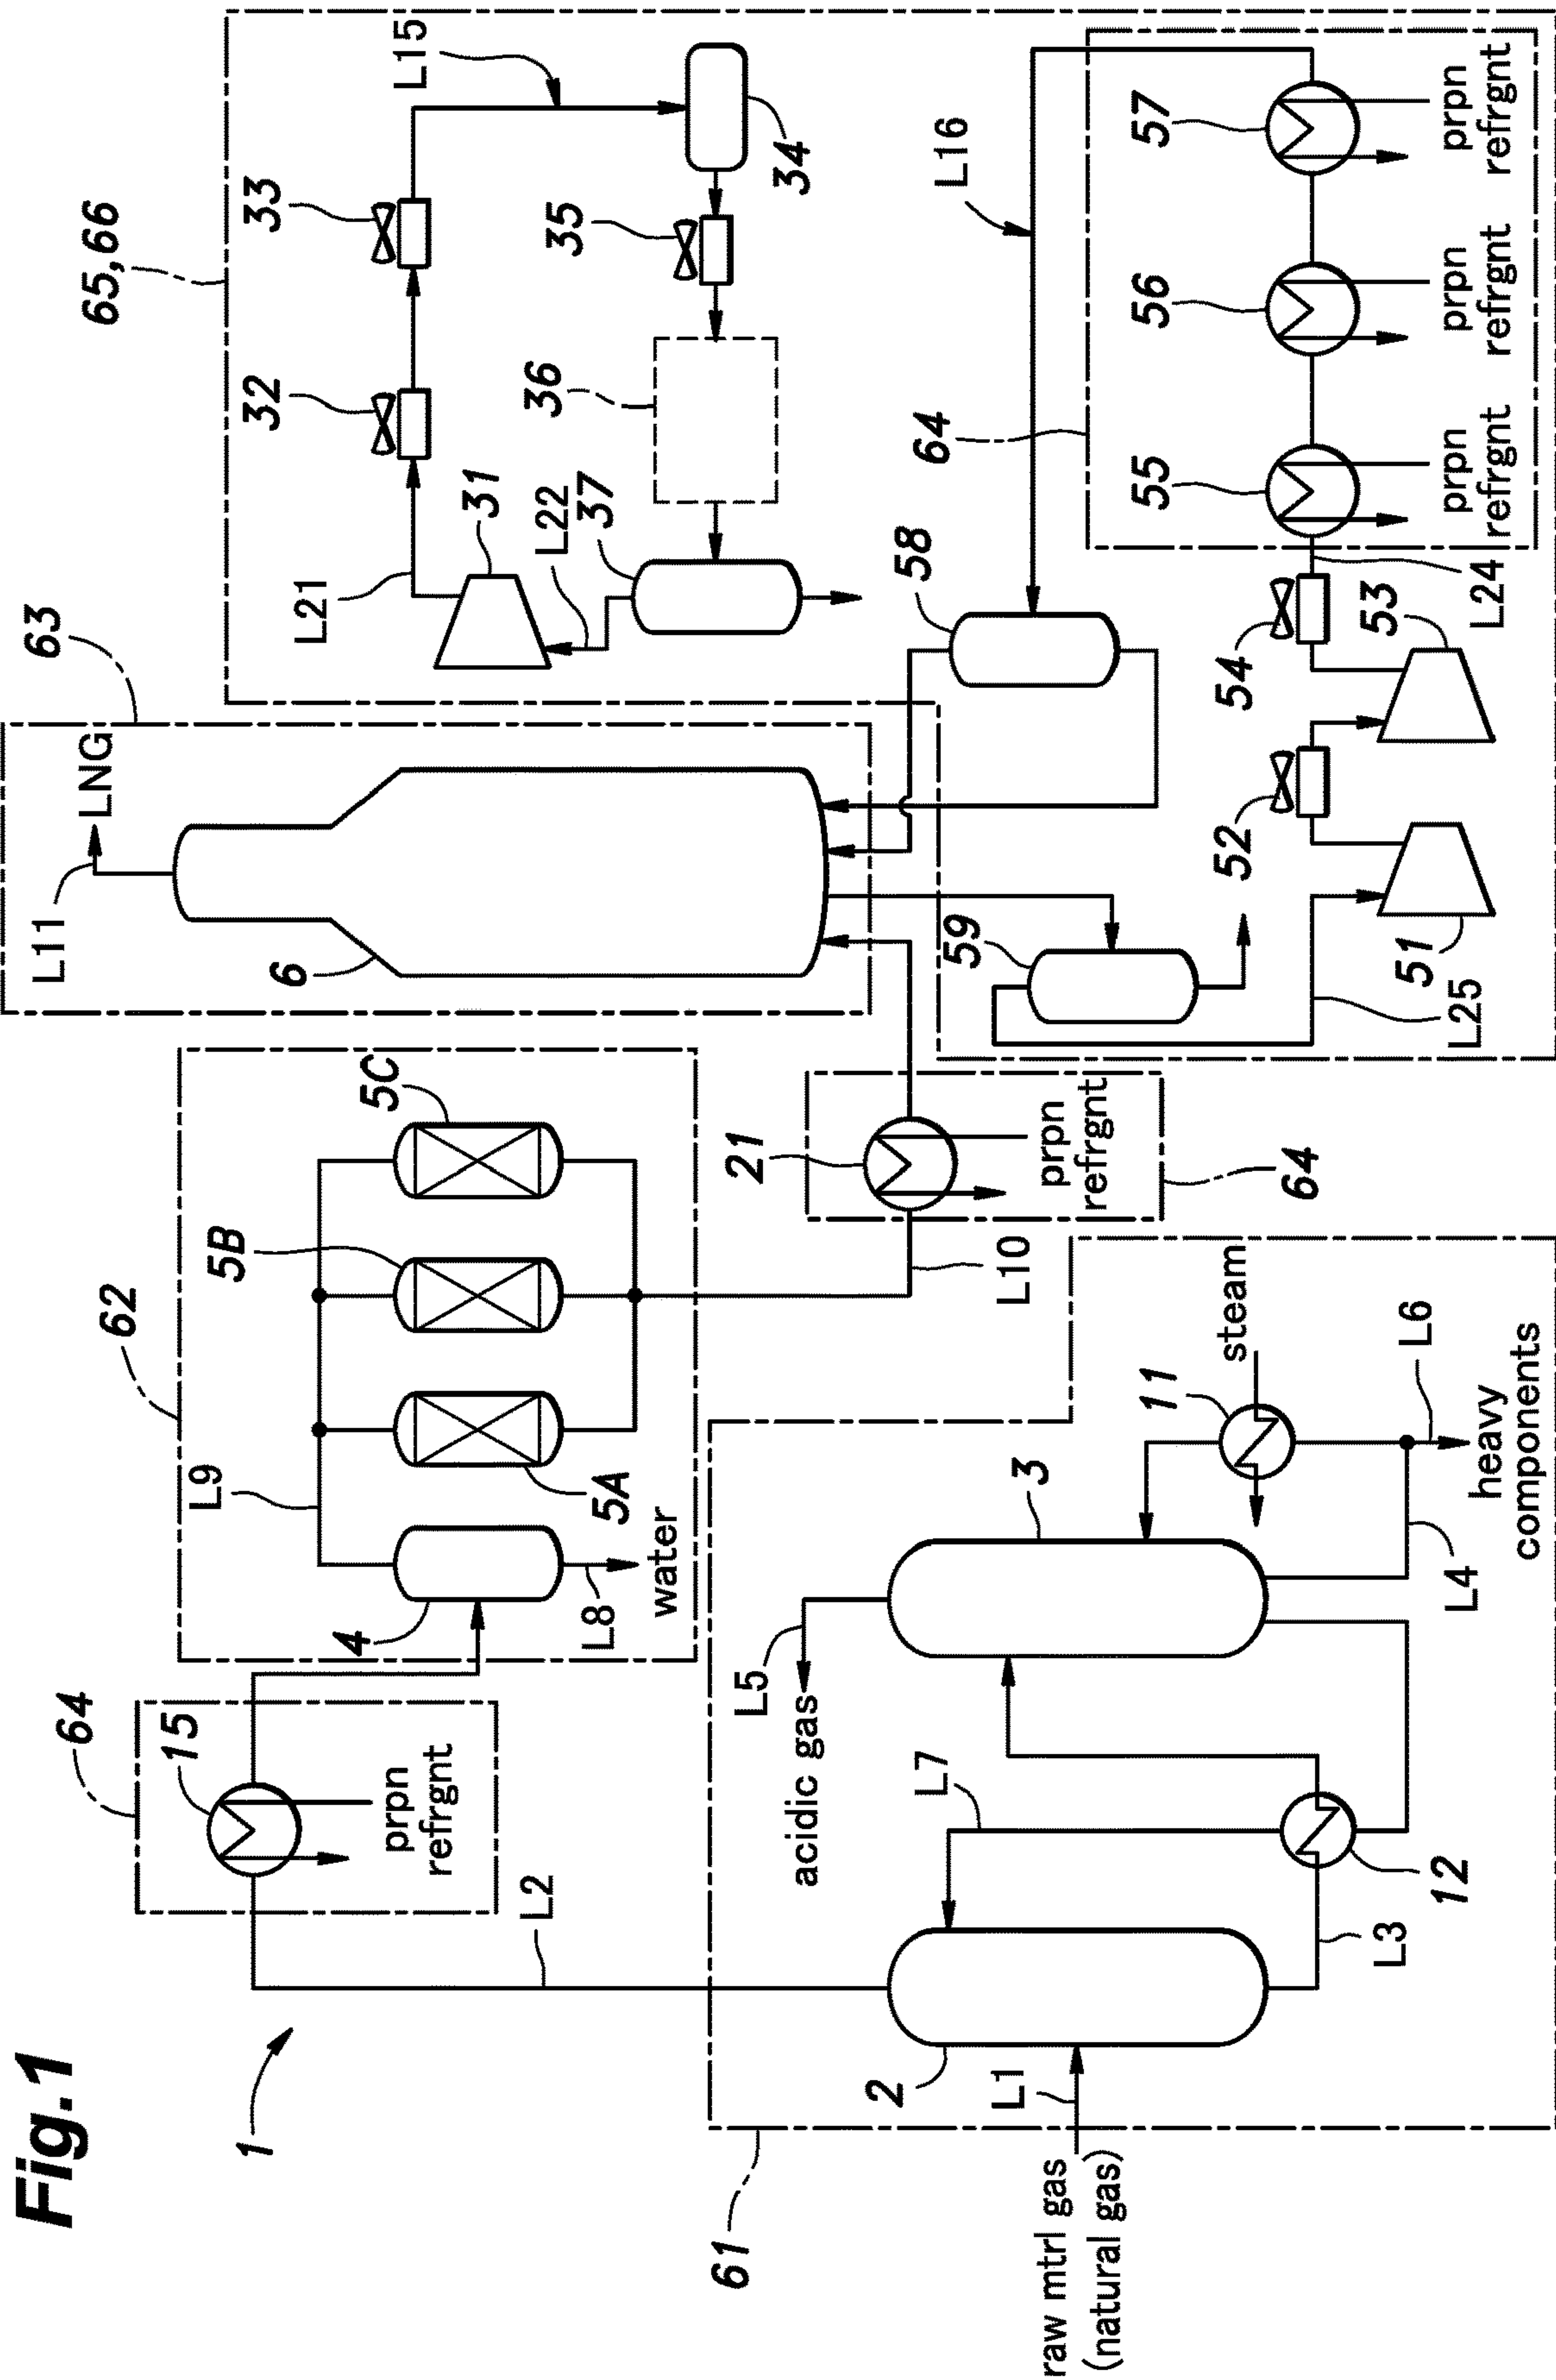 Fig.1
1
64
15
prpn
refrgnt
L2
62
L9
4
L8
water
5A
5B
5C
63
L11
LNG
6
65,66
L21
31
32
33
L15
34
35
36
37
L22
L16
58
59
64
55
56
57
prpn
refrgnt
prpn
refrgnt
prpn
refrgnt
L24
54
53
52
51
L25
21
prpn
refrgnt
64
L10
61
raw mtrl gas
(natural gas)
L1
2
L3
12
L7
acidic gas
L5
3
11
steam
L4
L6
heavy
components